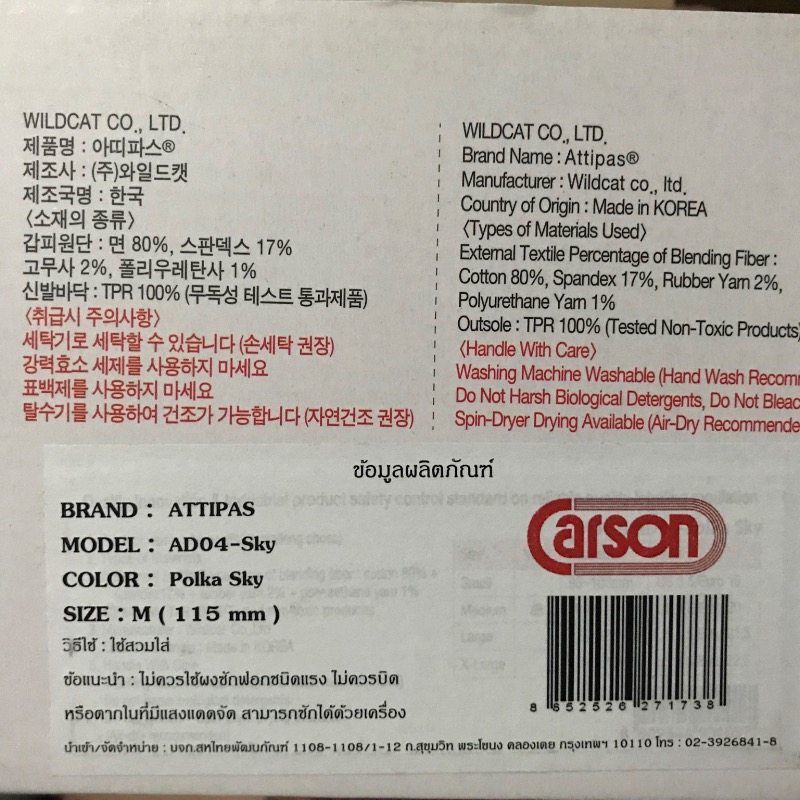 WILDCAT CO., LTD.
제품명 : 아띠파스®
제조사 : (주)와일드캣
제조국명 : 한국
〈소재의 종류〉
갑피원단 : 면 80%, 스판덱스 17%
고무사 2%, 폴리우레탄사 1%
신발바닥 : TPR 100% (무독성 테스트 통과제품)
〈취급시 주의사항〉
세탁기로 세탁할 수 있습니다 (손세탁 권장)
강력효소 세제를 사용하지 마세요
표백제를 사용하지 마세요
탈수기를 사용하여 건조가 가능합니다 (자연건조 권장)
WILDCAT CO., LTD.
Brand Name : Attipas®
Manufacturer : Wildcat co., ltd.
Country of Origin : Made in KOREA
〈Types of Materials Used〉
External Textile Percentage of Blending Fiber :
Cotton 80%, Spandex 17%, Rubber Yarn 2%,
Polyurethane Yarn 1%
Outsole : TPR 100% (Tested Non-Toxic Products)
〈Handle With Care〉
Washing Machine Washable (Hand Wash Recom
Do Not Harsh Biological Detergents, Do Not Bleac
Spin-Dryer Drying Available (Air-Dry Recommende
ข้อมูลผลิตภัณฑ์
BRAND : ATTIPAS
MODEL : AD04-Sky
COLOR : Polka Sky
SIZE : M ( 115 mm )
วิธีใช้ : ใช้สวมใส่
ข้อแนะนำ : ไม่ควรใช้ผงซักฟอกชนิดแรง ไม่ควรบิด
หรือตากในที่มีแสงแดดจัด สามารถซักได้ด้วยเครื่อง
Carson
8 852526 271738
นำเข้า/จัดจำหน่าย : บจก.สหไทยพัฒนภัณฑ์ 1108-1108/1-12 ถ.สุขุมวิท พระโขนง คลองเตย กรุงเทพฯ 10110 โทร : 02-3926841-8